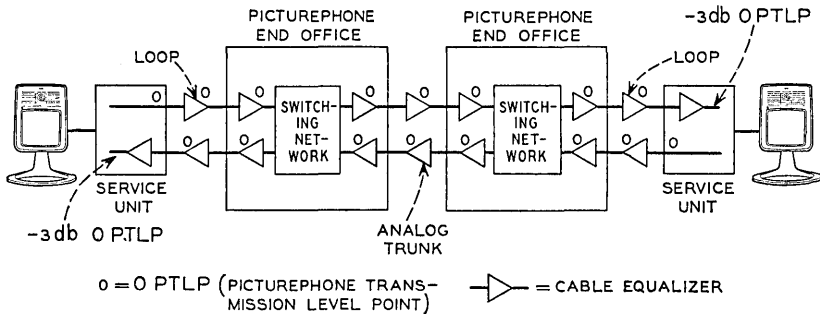 PICTUREPHONE
END OFFICE
PICTUREPHONE
END OFFICE
-3db 0 PTLP
LOOP
LOOP
0 0 0 0 0 0 0
SWITCH-
ING
NET-
WORK
SWITCH-
ING
NET-
WORK
0 0 0 0 0 0 0
SERVICE
UNIT
SERVICE
UNIT
-3db 0 PTLP
ANALOG
TRUNK
0 = 0 PTLP (PICTUREPHONE TRANS-
MISSION LEVEL POINT)
= CABLE EQUALIZER